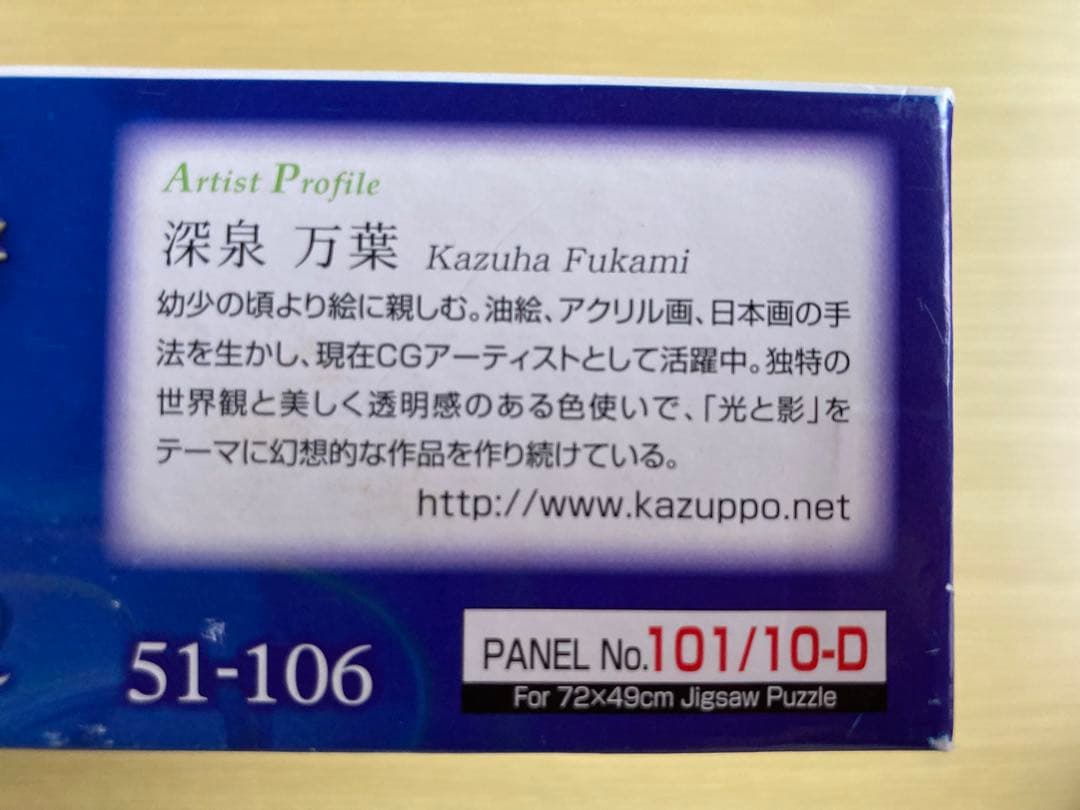 Artist Profile
深泉 万葉 Kazuha Fukami
幼少の頃より絵に親しむ。油絵、アクリル画、日本画の手
法を生かし、現在CGアーティストとして活躍中。独特の
世界観と美しく透明感のある色使いで、「光と影」を
テーマに幻想的な作品を作り続けている。
http://www.kazuppo.net
51-106
PANEL No.101/10-D
For 72×49cm Jigsaw Puzzle